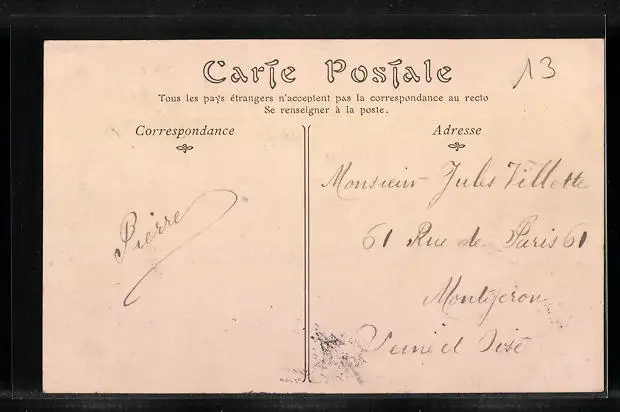 Carte Postale
13
Tous les pays étrangers n'acceptent pas la correspondance au recto
Se renseigner à la poste.
Correspondance
Adresse
Pierre
Monsieur Jules Villette
61 Rue de Paris 61
Montgeron
Seine et Oise